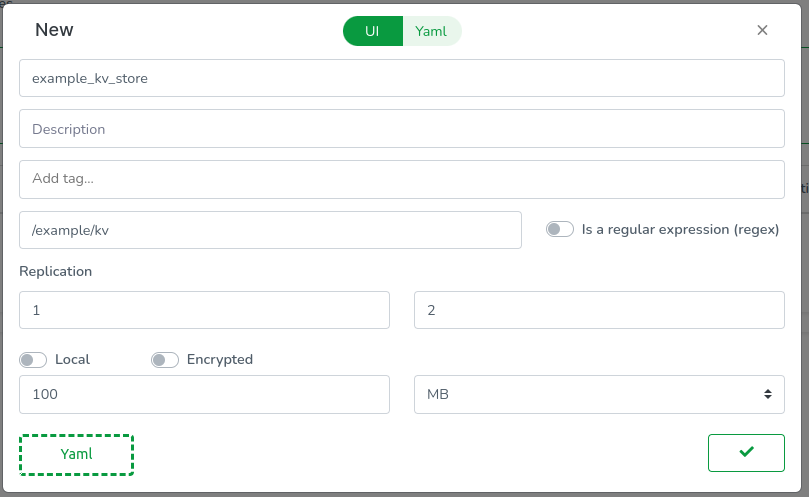 New
UI
Yaml
example_kv_store
Description
Add tag...
/example/kv
Is a regular expression (regex)
Replication
1
2
Local
Encrypted
100
MB
Yaml